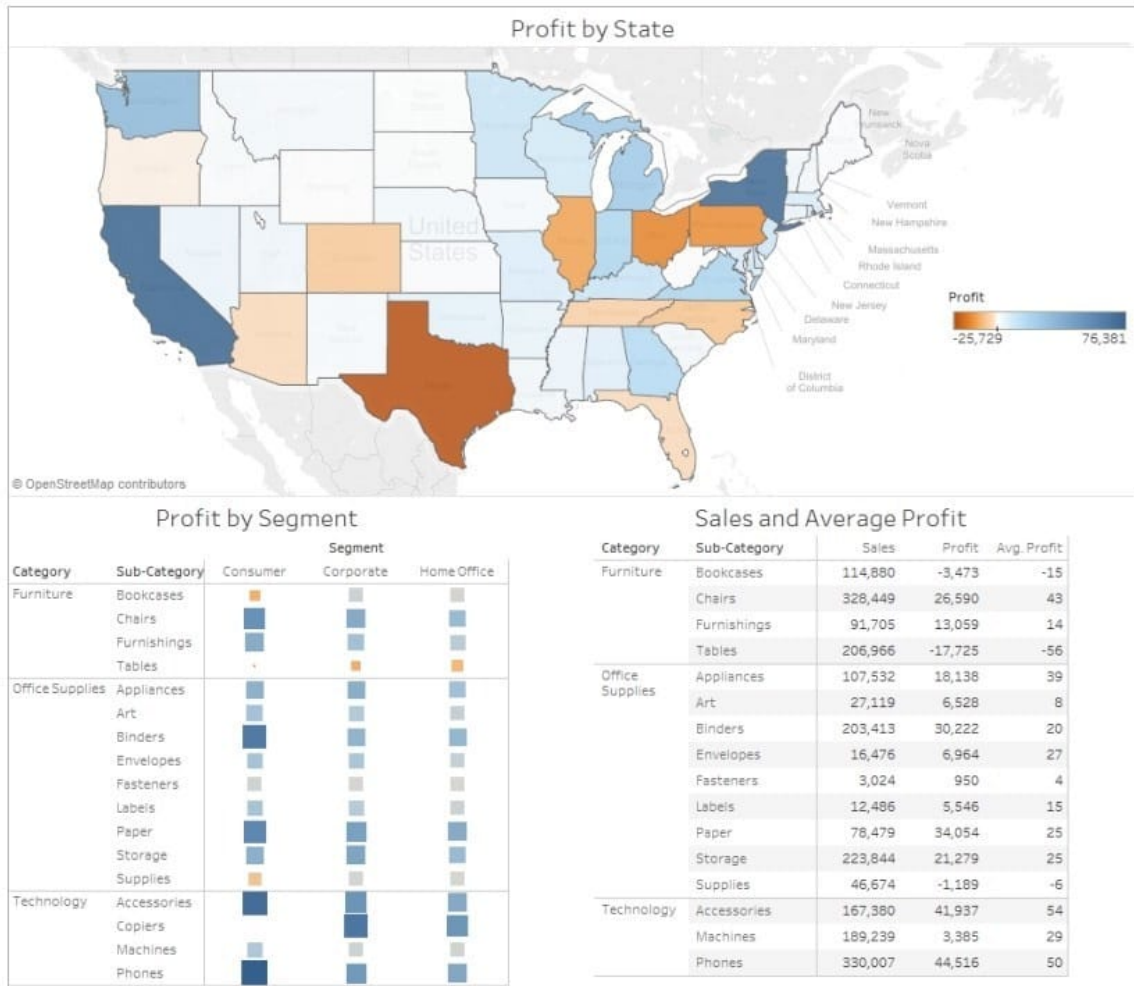 Profit by State
New
Nova
Scotia
United
States
Vermont
New Hampshire
Massachusetts
Rhode Island
Connecticut
New Jersey
Delaware
Maryland
District
of Columbia
Profit
-25,729 76,381
© OpenStreetMap contributors
Profit by Segment
Segment
Category Sub-Category Consumer Corporate Home Office
Furniture Bookcases
Chairs
Furnishings
Tables
Office Supplies Appliances
Art
Binders
Envelopes
Fasteners
Labels
Paper
Storage
Supplies
Technology Accessories
Copiers
Machines
Phones
Sales and Average Profit
Category Sub-Category Sales Profit Avg. Profit
Furniture Bookcases 114,880 -3,473 -15
Chairs 328,449 26,590 43
Furnishings 91,705 13,059 14
Tables 206,966 -17,725 -56
Office Supplies Appliances 107,532 18,138 39
Art 27,119 6,528 8
Binders 203,413 30,222 20
Envelopes 16,476 6,964 27
Fasteners 3,024 950 4
Labels 12,486 5,546 15
Paper 78,479 34,054 25
Storage 223,844 21,279 25
Supplies 46,674 -1,189 -6
Technology Accessories 167,380 41,937 54
Machines 189,239 3,385 29
Phones 330,007 44,516 50